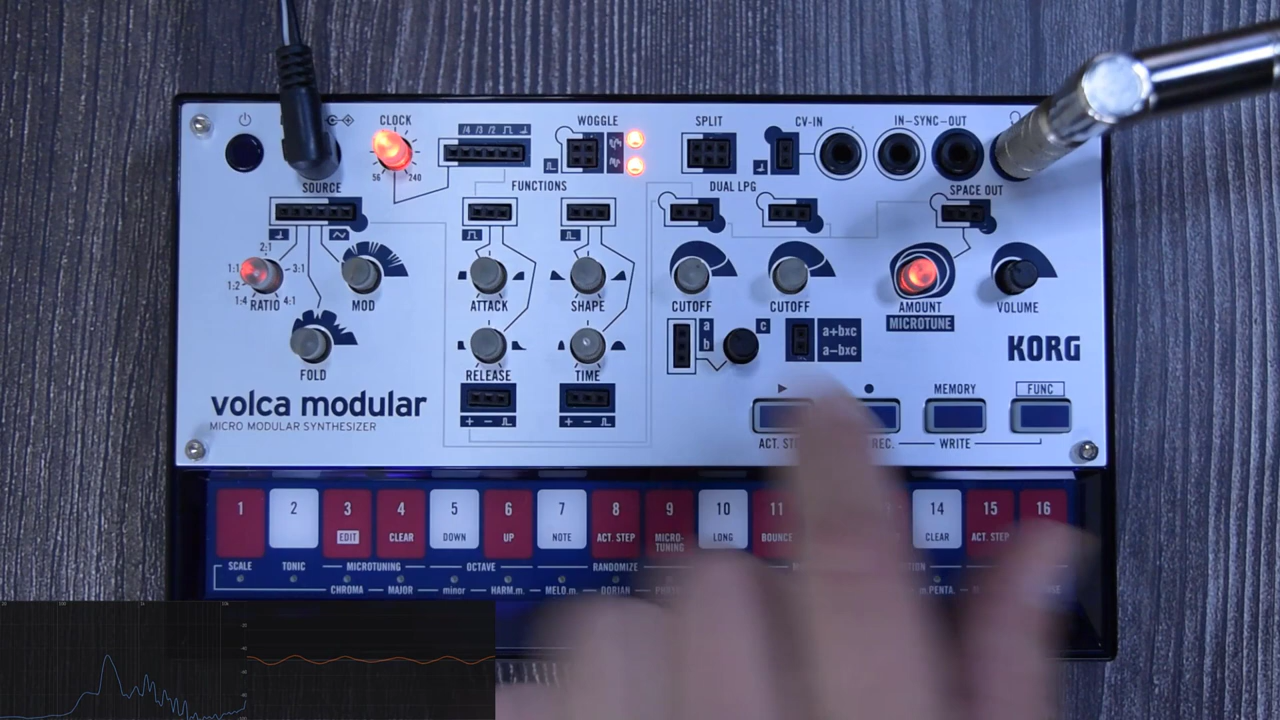 CLOCK
WOGGLE
SPLIT
CV-IN
IN-SYNC-OUT
/4 /3 /2
56
240
SOURCE
FUNCTIONS
DUAL LPG
SPACE OUT
2:1
1:1
3:1
1:2
1:4
4:1
RATIO
MOD
ATTACK
SHAPE
CUTOFF
CUTOFF
AMOUNT
VOLUME
MICROTUNE
a
b
c
a+bxc
a-bxc
KORG
FOLD
RELEASE
TIME
volca modular
MICRO MODULAR SYNTHESIZER
+ -
+ -
MEMORY
FUNC
ACT.
REC.
WRITE
1 2 3 4 5 6 7 8 9 10 11 14 15 16
EDIT CLEAR DOWN UP NOTE ACT. STEP MICRO-TUNING LONG BOUNCE CLEAR ACT. STEP
SCALE TONIC MICROTUNING OCTAVE RANDOMIZE
CHROMA MAJOR minor HARM.m. MELO.m. DORIAN